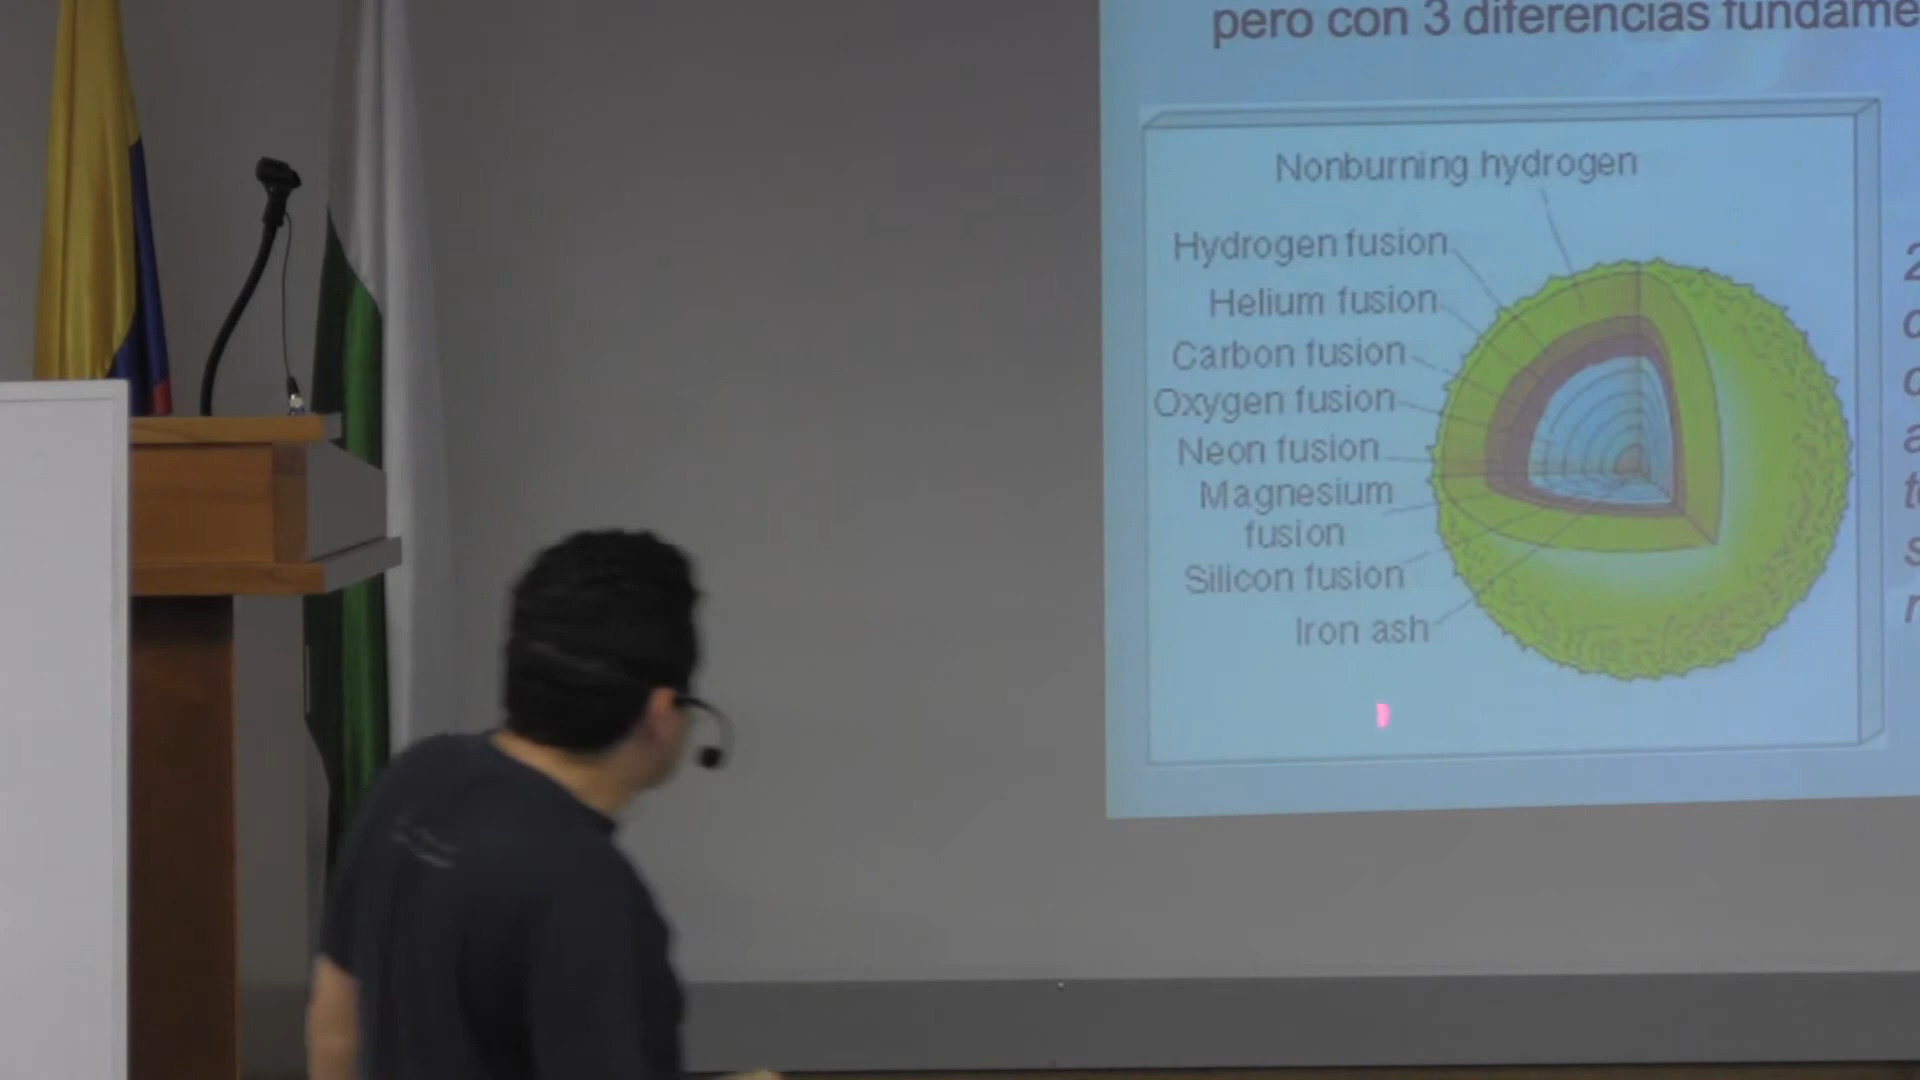 pero con 3 diferencias fundame
Nonburning hydrogen
Hydrogen fusion
Helium fusion
Carbon fusion
Oxygen fusion
Neon fusion
Magnesium
fusion
Silicon fusion
Iron ash